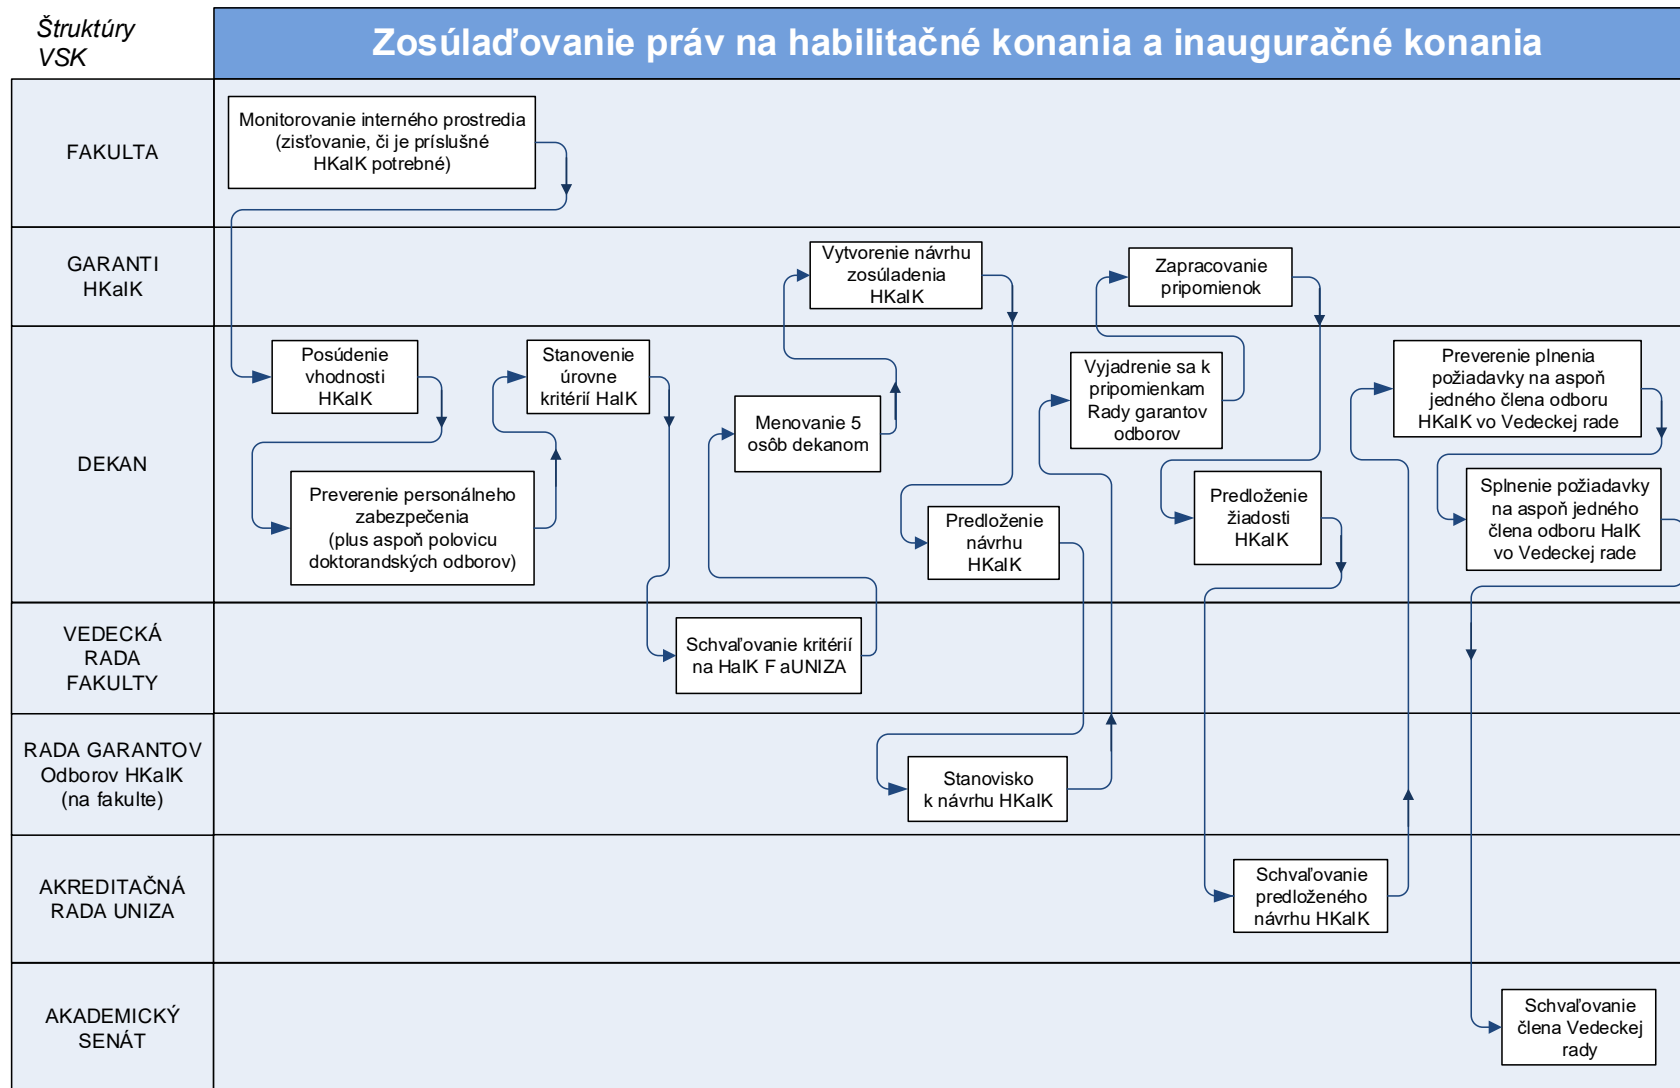 Štruktúry
VSK
Zosúlaďovanie práv na habilitačné konania a inauguračné konania
FAKULTA
Monitorovanie interného prostredia
(zisťovanie, či je príslušné
HKaIK potrebné)
GARANTI
HKaIK
Vytvorenie návrhu
zosúladenia
HKaIK
Zapracovanie
pripomienok
DEKAN
Posúdenie
vhodnosti
HKaIK
Stanovenie
úrovne
kritérií HaIK
Preverenie personálneho
zabezpečenia
(plus aspoň polovicu
doktorandských odborov)
Menovanie 5
osôb dekanom
Predloženie
návrhu
HKaIK
Vyjadrenie sa k
pripomienkam
Rady garantov
odborov
Predloženie
žiadosti
HKaIK
Preverenie plnenia
požiadavky na aspoň
jedného člena odboru
HKaIK vo Vedeckej rade
Splnenie požiadavky
na aspoň jedného
člena odboru HaIK
vo Vedeckej rade
VEDECKÁ
RADA
FAKULTY
Schvaľovanie kritérií
na HaIK F aUNIZA
RADA GARANTOV
Odborov HKaIK
(na fakulte)
Stanovisko
k návrhu HKaIK
AKREDITAČNÁ
RADA UNIZA
Schvaľovanie
predloženého
návrhu HKaIK
AKADEMICKÝ
SENÁT
Schvaľovanie
člena Vedeckej
rady